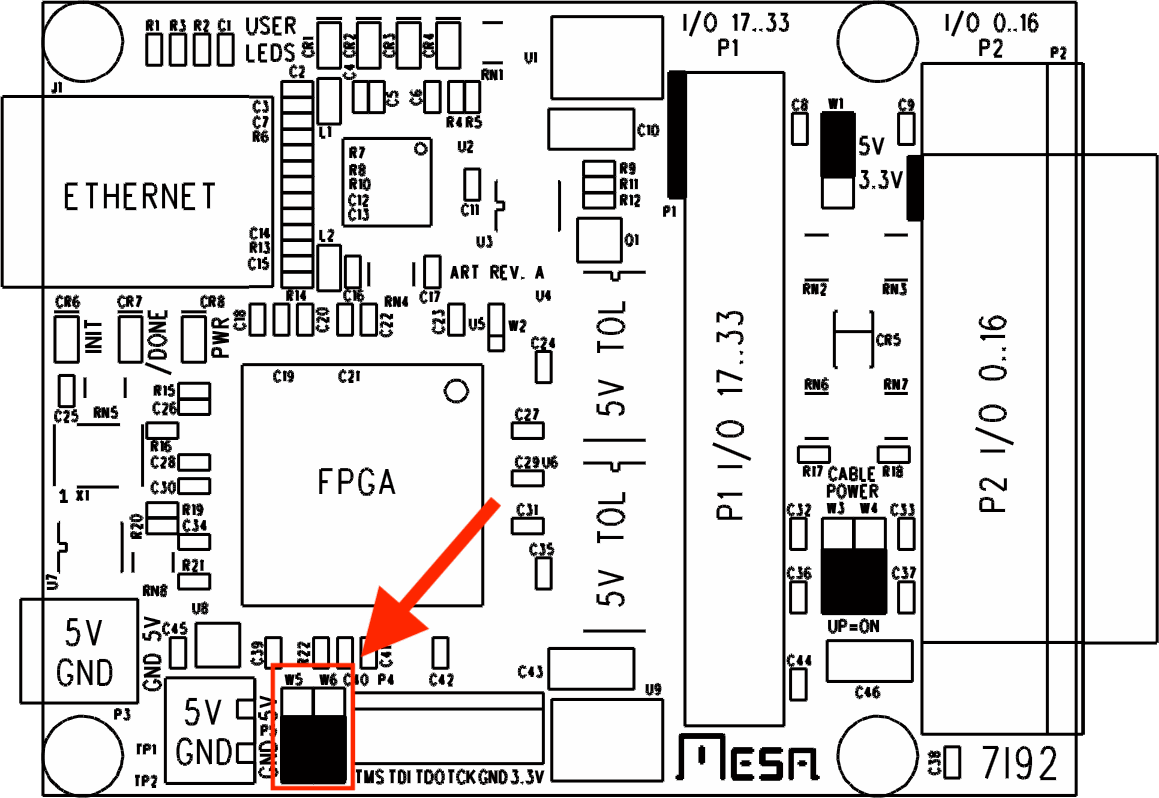 R1 R3 R2 C1 USER
LEDS
CR1 CR2 CR3 CR4
RN1
U1
I/O 17..33
P1
I/O 0..16
P2
P2
J1
C2 C4
C3
C7
R6
L1
C5 C6
R4 R5
C10
C8 W1 C9
5V
3.3V
ETHERNET
R7
R8
R10
C12
C13
U2
C11
U3
R9
R11
R12
P1
C14
R13
C15
L2
Q1
C16 RN4 C17
ART REV. A
U4
RN2 RN3
CR6 CR7 CR8
INIT /DONE PWR
C18 R14 C20 C22 C23 U5 W2
C24
5V TOL
P1 I/O 17..33
CR5
P2 I/O 0..16
C19 C21
C25 RN5
R15
C26
RN6 RN7
R16
C27
C28
C30
FPGA
C29 U6
R17 R18
CABLE
POWER
1 X1
R19
R20
C34
C31
5V TOL
C32 W3 W4 C33
U7
RN8
R21
C35
C36 C37
UP=ON
U8
5V
GND
GND 5V
C45
C39 R22 C41
C42
C43
C44
C46
W5 W6 C40 P4
U9
P3
5V
GND
TP1
TP2
TMS TDI TDO TCK GND 3.3V
MESA
C38
7I92